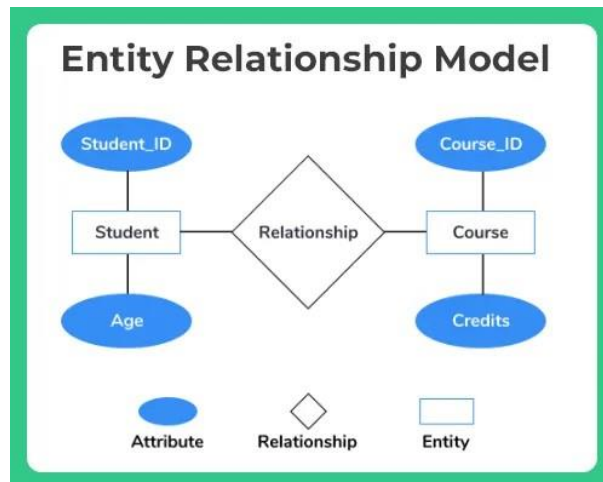 Entity Relationship Model
Student_ID
Course_ID
Student
Relationship
Course
Age
Credits
Attribute
Relationship
Entity